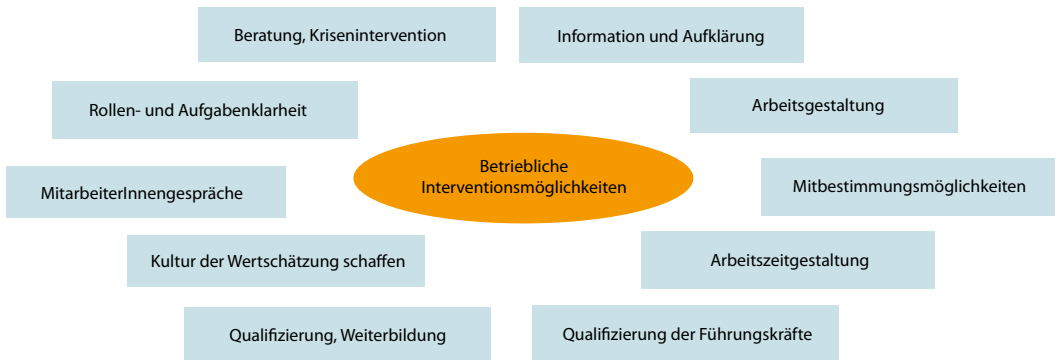 Beratung, Krisenintervention
Information und Aufklärung
Rollen- und Aufgabenklarheit
Arbeitsgestaltung
Betriebliche
Interventionsmöglichkeiten
MitarbeiterInnengespräche
Mitbestimmungsmöglichkeiten
Kultur der Wertschätzung schaffen
Arbeitszeitgestaltung
Qualifizierung, Weiterbildung
Qualifizierung der Führungskräfte